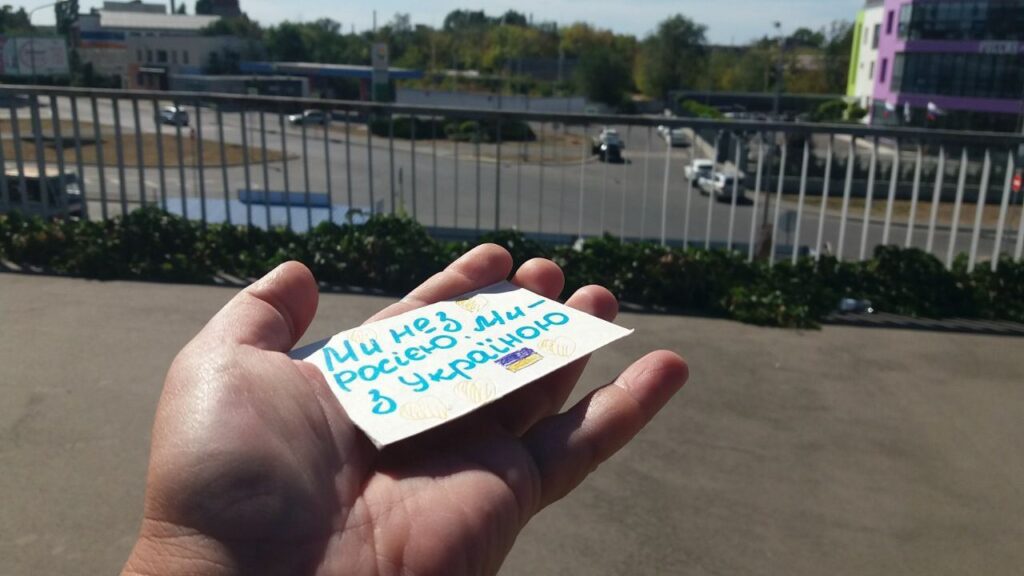 Ми не з
росією. Ми –
з Україною